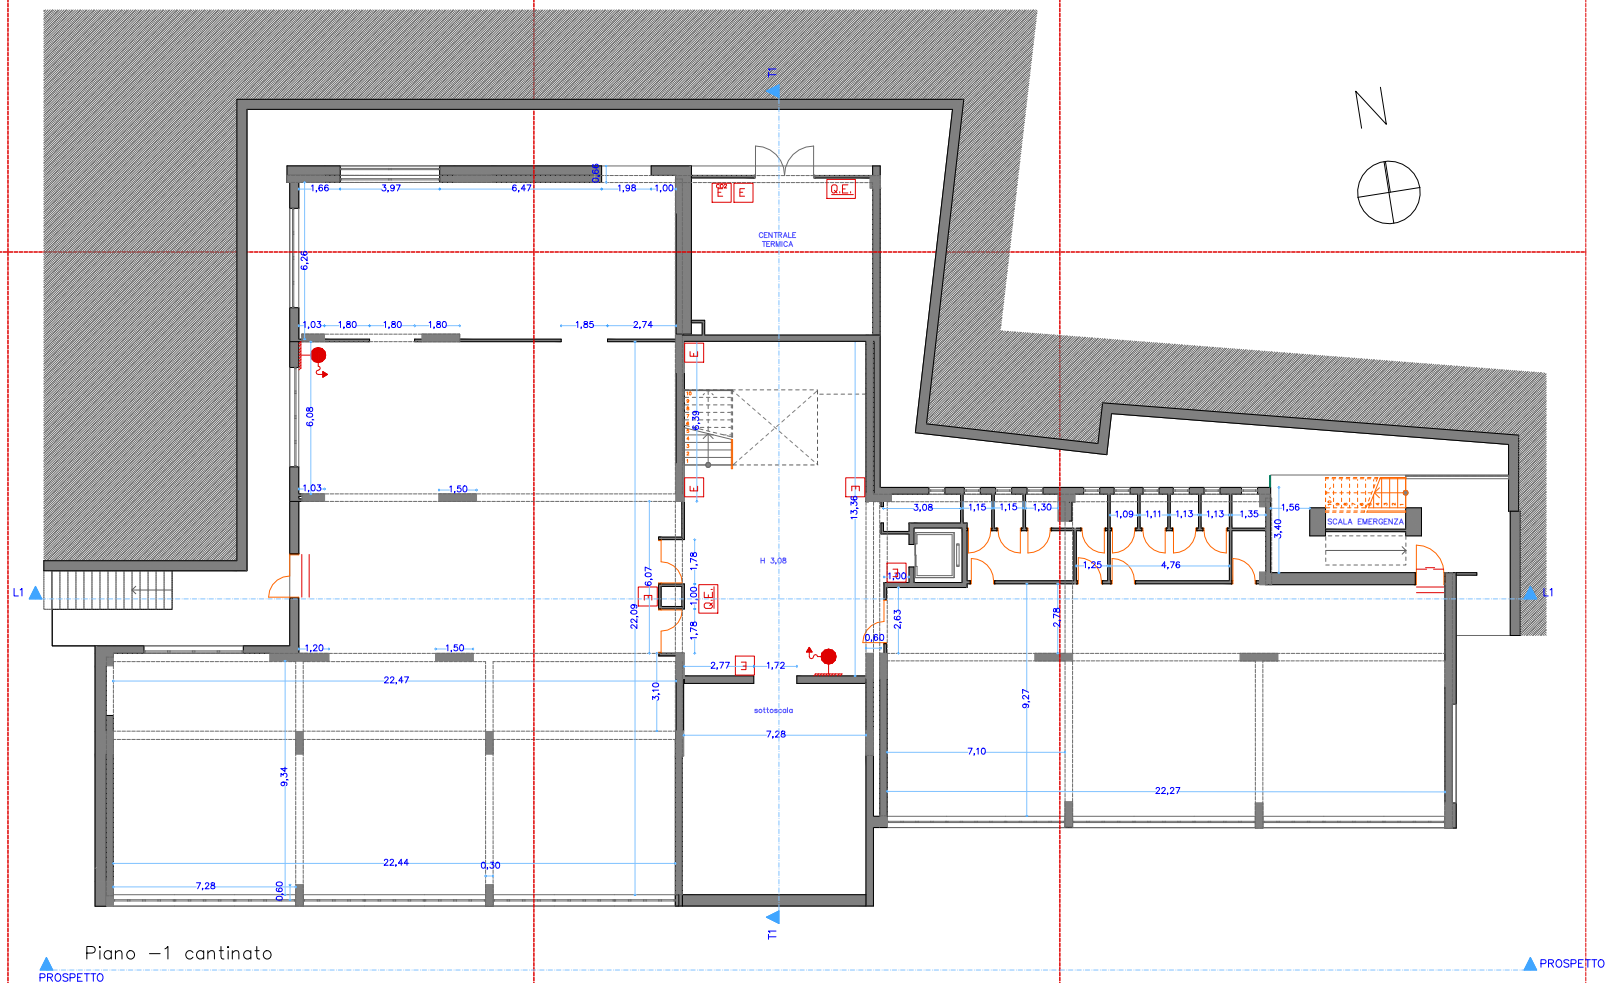 T1
N
0,66
1,66 3,97 6,47 1,98 1,00
CO2
E E Q.E.
CENTRALE
TERMICA
6,26
1,03 1,80 1,80 1,80 1,85 2,74
E
6,08
6,39
1,03 1,50
E E
13,36
3,08 1,15 1,15 1,30 1,09 1,11 1,13 1,13 1,35 1,56
SCALA EMERGENZA
3,40
H 3,08
1,78
6,07
1,00 E
1,25 4,76
L1 L1
E 1,00 Q.E.
22,09
2,63 2,78
1,78
0,60
1,20 1,50
2,77 E 1,72
22,47
3,10
9,27
sottoscala
7,28
7,10
9,34
22,27
22,44 0,30
7,28 0,60
T1
Piano -1 cantinato
PROSPETTO PROSPETTO